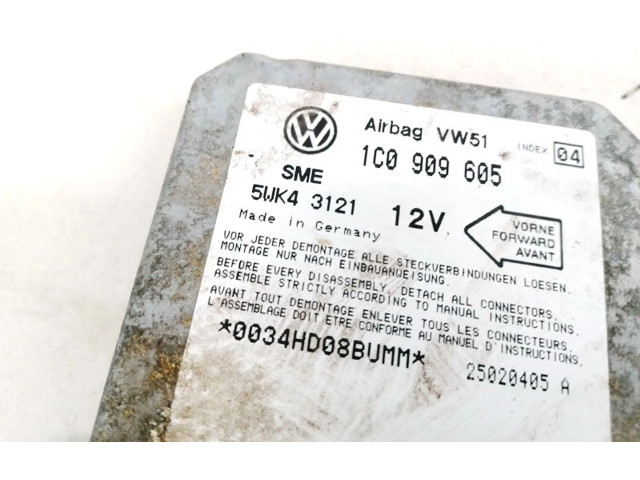 VW
Airbag VW51
INDEX 04
1C0 909 605
SME
5WK4 3121
12V
Made in Germany
VORNE
FORWARD
AVANT
VOR JEDER DEMONTAGE ALLE STECKVERBINDUNGEN LOESEN.
MONTAGE NUR NACH EINBAUANWEISUNG.
BEFORE EVERY DISASSEMBLY, DETACH ALL CONNECTORS.
ASSEMBLE STRICTLY ACCORDING TO MANUAL INSTRUCTIONS.
AVANT TOUT DEMONTAGE ENLEVER TOUS LES CONNECTEURS.
L'ASSEMBLAGE DOIT ETRE CONFORME AU MANUEL D'INSTRUCTIONS.
*0034HD08BUMM*
25020405 A